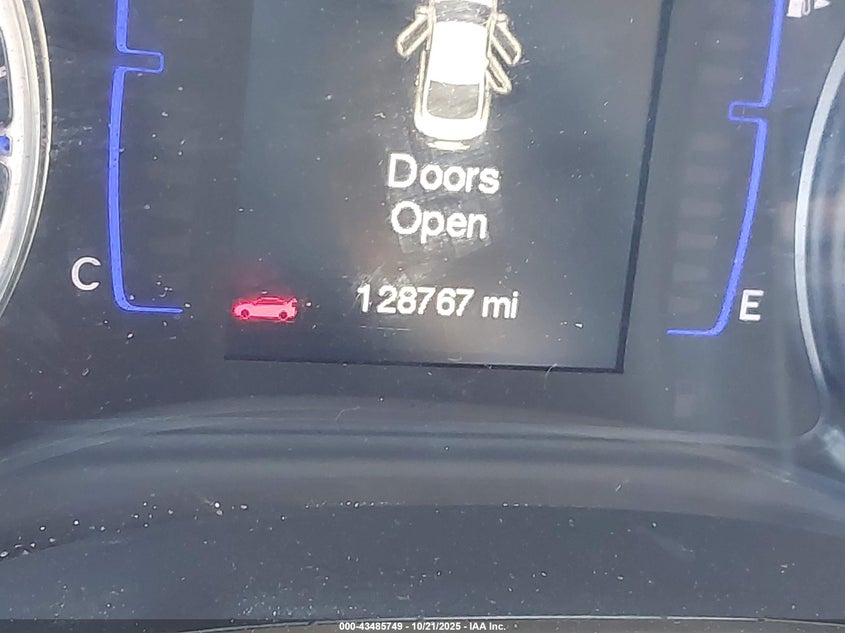 Doors
Open
C
128767 mi
E
000-43485749 - 10/21/2025 - IAA Inc.